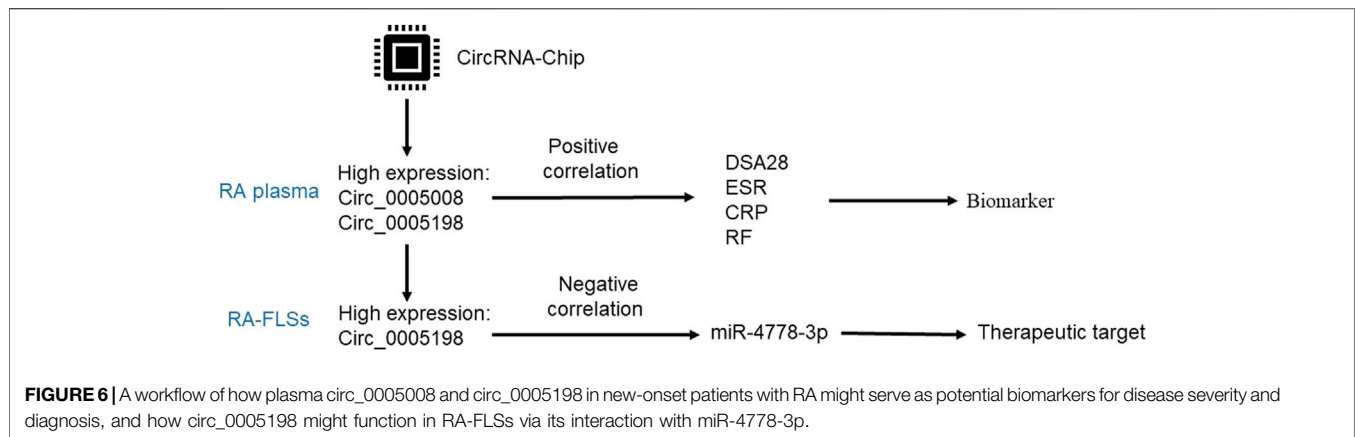 CircRNA-Chip
RA plasma
High expression:
Circ_0005008
Circ_0005198
Positive
correlation
DSA28
ESR
CRP
RF
Biomarker
RA-FLSs
High expression:
Circ_0005198
Negative
correlation
miR-4778-3p
Therapeutic target
FIGURE 6 | A workflow of how plasma circ_0005008 and circ_0005198 in new-onset patients with RA might serve as potential biomarkers for disease severity and
diagnosis, and how circ_0005198 might function in RA-FLSs via its interaction with miR-4778-3p.